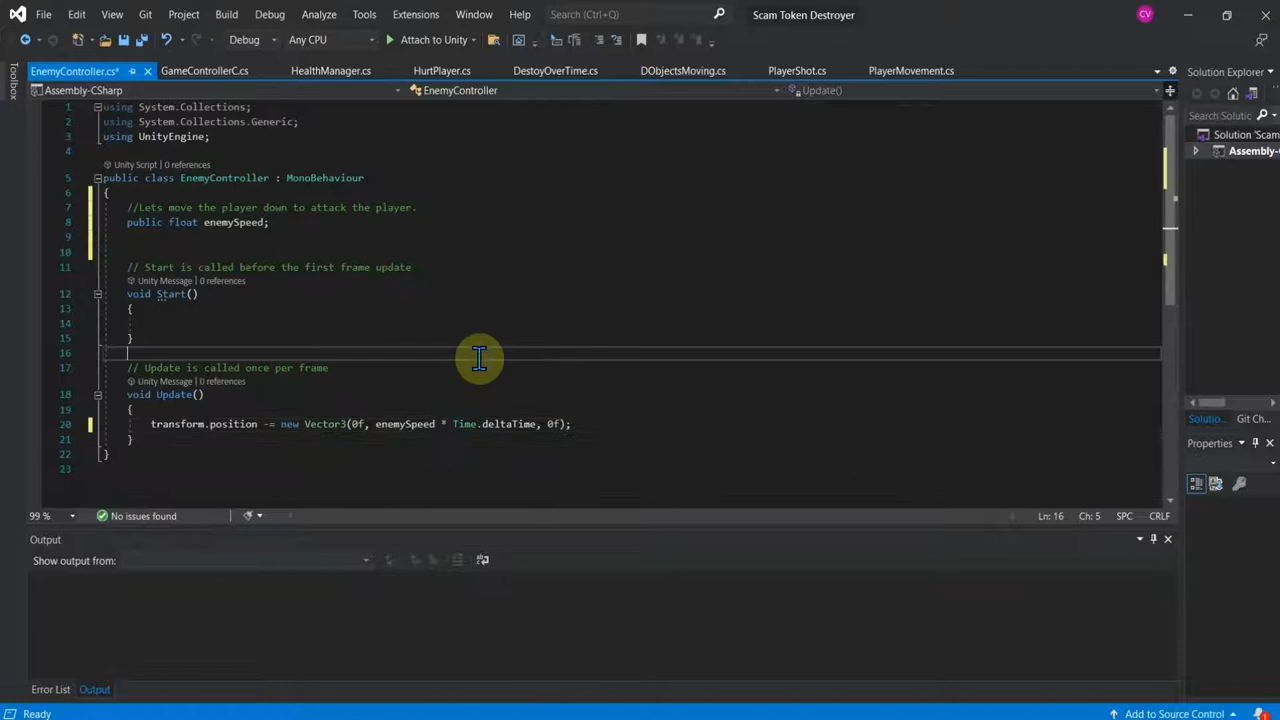 File Edit View Git Project Build Debug Test Analyze Tools Extensions Window Help Search (Ctrl+Q) Scam Token Destroyer CV
Debug Any CPU Attach to Unity
Toolbox
EnemyController.cs* GameControllerC.cs HealthManager.cs HurtPlayer.cs DestoyOverTime.cs DObjectsMoving.cs PlayerShot.cs PlayerMovement.cs Solution Explorer
Assembly-CSharp EnemyController Update()
1 using System.Collections;
2 using System.Collections.Generic;
3 using UnityEngine;
4
Unity Script | 0 references
5 public class EnemyController : MonoBehaviour
6 {
7 //Lets move the player down to attack the player.
8 public float enemySpeed;
9
10
11 // Start is called before the first frame update
Unity Message | 0 references
12 void Start()
13 {
14
15 }
16
17 // Update is called once per frame
Unity Message | 0 references
18 void Update()
19 {
20 transform.position -= new Vector3(0f, enemySpeed * Time.deltaTime, 0f);
21 }
22 }
23
99 % No issues found Ln: 16 Ch: 5 SPC CRLF
Search Solutic
Solution 'Scam
Assembly-C
Solutio... Git Ch...
Properties
Output
Show output from:
Error List Output
Ready Add to Source Control 1